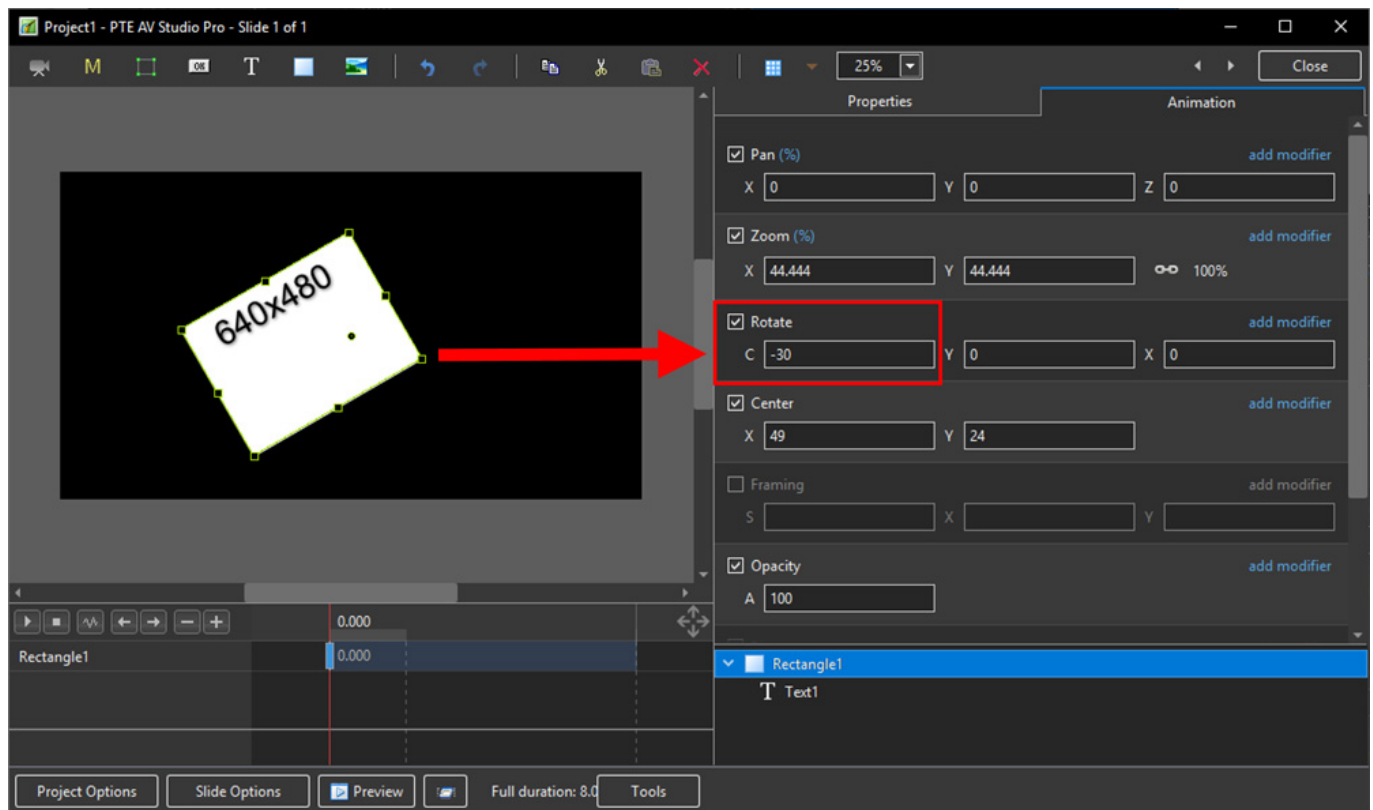 Project1 - PTE AV Studio Pro - Slide 1 of 1
M OK T 25% Close
Properties Animation
Pan (%) add modifier
X 0 Y 0 Z 0
Zoom (%) add modifier
X 44.444 Y 44.444 100%
640x480
Rotate add modifier
C -30 Y 0 X 0
Center add modifier
X 49 Y 24
Framing add modifier
S X Y
Opacity add modifier
A 100
0.000
Rectangle1 0.000
Rectangle1
T Text1
Project Options Slide Options Preview Full duration: 8.0 Tools